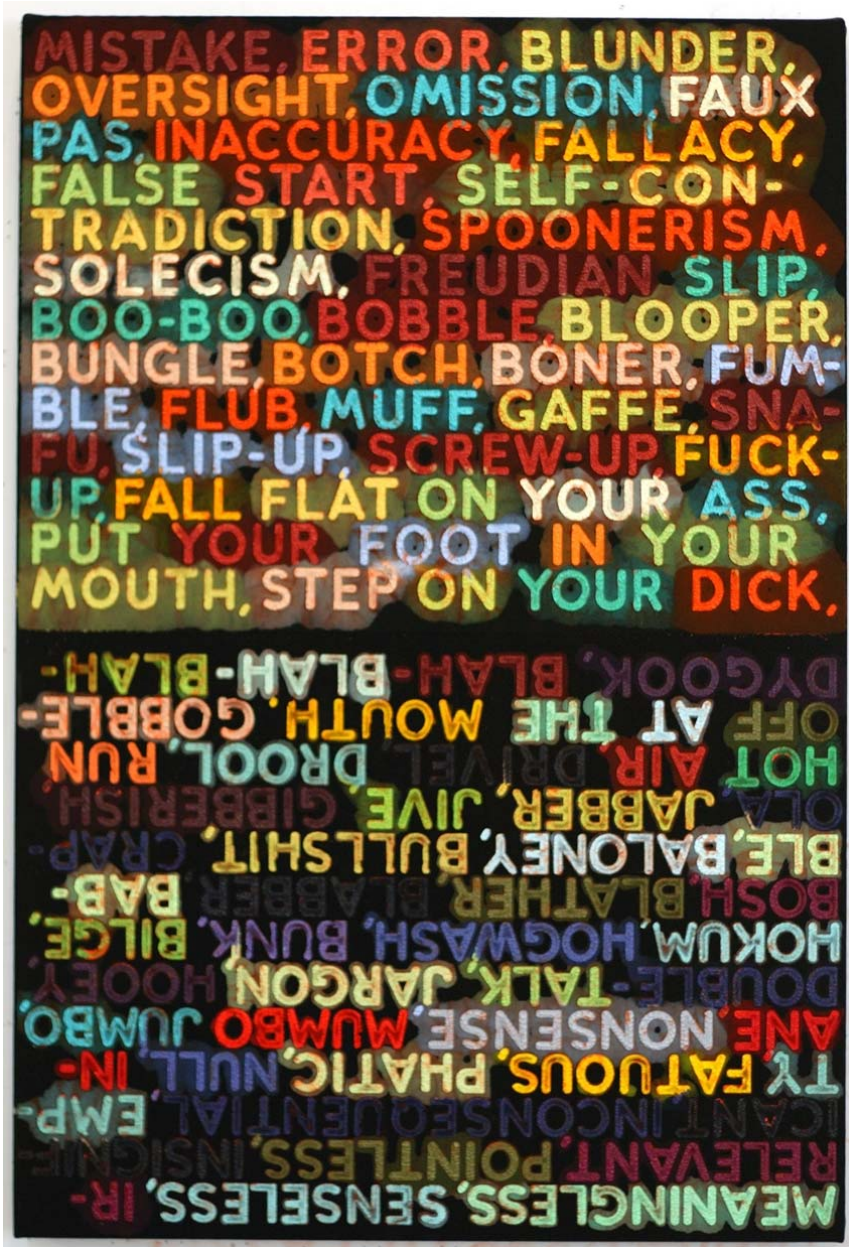 MISTAKE, ERROR, BLUNDER,
OVERSIGHT, OMISSION, FAUX
PAS, INACCURACY, FALLACY,
FALSE START, SELF-CON-
TRADICTION, SPOONERISM,
SOLECISM, FREUDIAN SLIP,
BOO-BOO, BOBBLE, BLOOPER,
BUNGLE, BOTCH, BONER, FUM-
BLE, FLUB, MUFF, GAFFE, SNA-
FU, SLIP-UP, SCREW-UP, FUCK-
UP, FALL FLAT ON YOUR ASS,
PUT YOUR FOOT IN YOUR
MOUTH, STEP ON YOUR DICK,
MEANINGLESS, SENSELESS, IR-
RELEVANT, POINTLESS, INSIGNIF-
ICANT, INCONSEQUENTIAL, EMP-
TY, FATUOUS, PHATIC, NULL, IN-
ANE, NONSENSE, MUMBO JUMBO,
DOUBLE-TALK, JARGON, HOOEY,
HOKUM, HOGWASH, BUNK, BILGE,
BOSH, BLATHER, BLABBER, BAB-
BLE, BALONEY, BULLSHIT, CRAP-
OLA, JABBER, JIVE, GIBBERISH,
HOT AIR, DRIVEL, DROOL, RUN
OFF AT THE MOUTH, GOBBLE-
DYGOOK, BLAH-BLAH-BLAH-